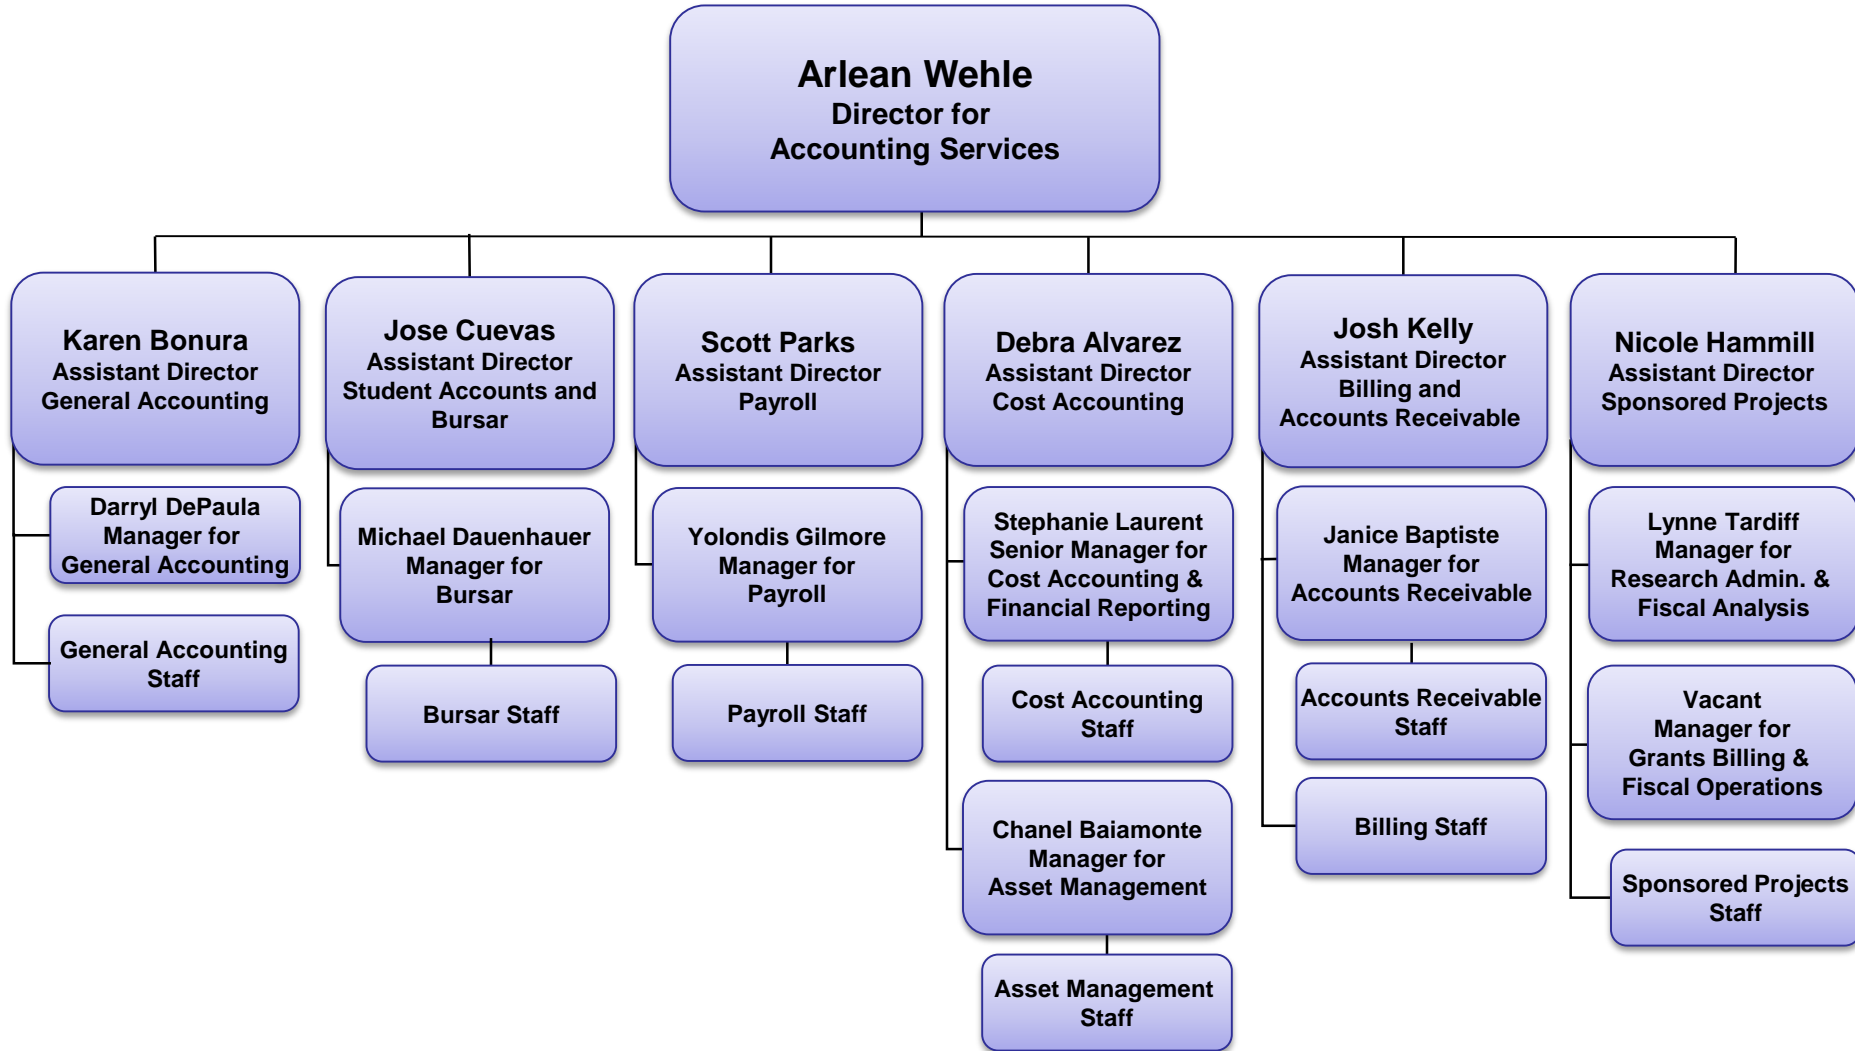 Arlean Wehle
Director for
Accounting Services
Karen Bonura
Assistant Director
General Accounting
Darryl DePaula
Manager for
General Accounting
General Accounting
Staff
Jose Cuevas
Assistant Director
Student Accounts and
Bursar
Michael Dauenhauer
Manager for
Bursar
Bursar Staff
Scott Parks
Assistant Director
Payroll
Yolondis Gilmore
Manager for
Payroll
Payroll Staff
Debra Alvarez
Assistant Director
Cost Accounting
Stephanie Laurent
Senior Manager for
Cost Accounting &
Financial Reporting
Cost Accounting
Staff
Chanel Baiamonte
Manager for
Asset Management
Asset Management
Staff
Josh Kelly
Assistant Director
Billing and
Accounts Receivable
Janice Baptiste
Manager for
Accounts Receivable
Accounts Receivable
Staff
Billing Staff
Nicole Hammill
Assistant Director
Sponsored Projects
Lynne Tardiff
Manager for
Research Admin. &
Fiscal Analysis
Vacant
Manager for
Grants Billing &
Fiscal Operations
Sponsored Projects
Staff